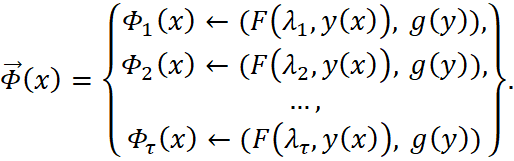 Φ₁(x) ← (F(λ₁, y(x)), g(y)),
Φ⃗(x) = { Φ₂(x) ← (F(λ₂, y(x)), g(y)), }.
… ,
Φ_τ(x) ← (F(λ_τ, y(x)), g(y))